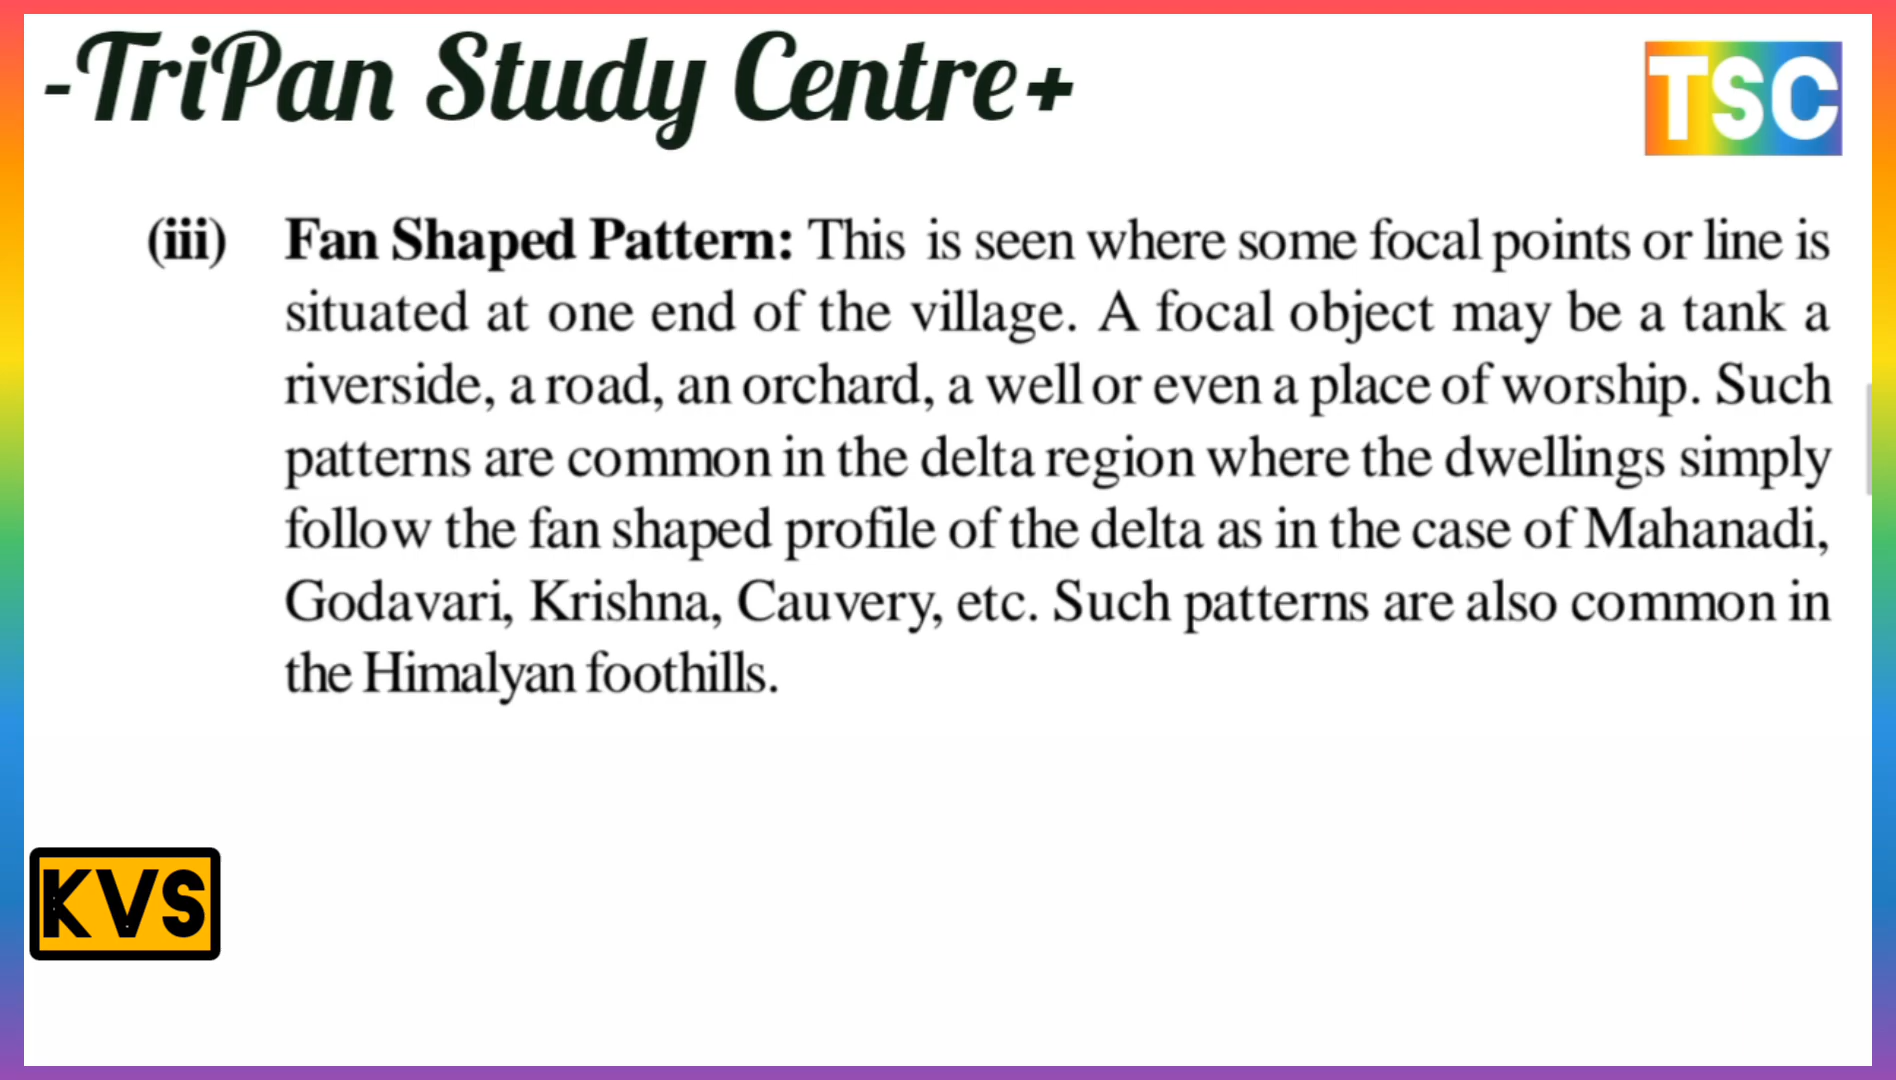 -TriPan Study Centre+
TSC
(iii) Fan Shaped Pattern: This is seen where some focal points or line is
situated at one end of the village. A focal object may be a tank a
riverside, a road, an orchard, a well or even a place of worship. Such
patterns are common in the delta region where the dwellings simply
follow the fan shaped profile of the delta as in the case of Mahanadi,
Godavari, Krishna, Cauvery, etc. Such patterns are also common in
the Himalyan foothills.
KVS